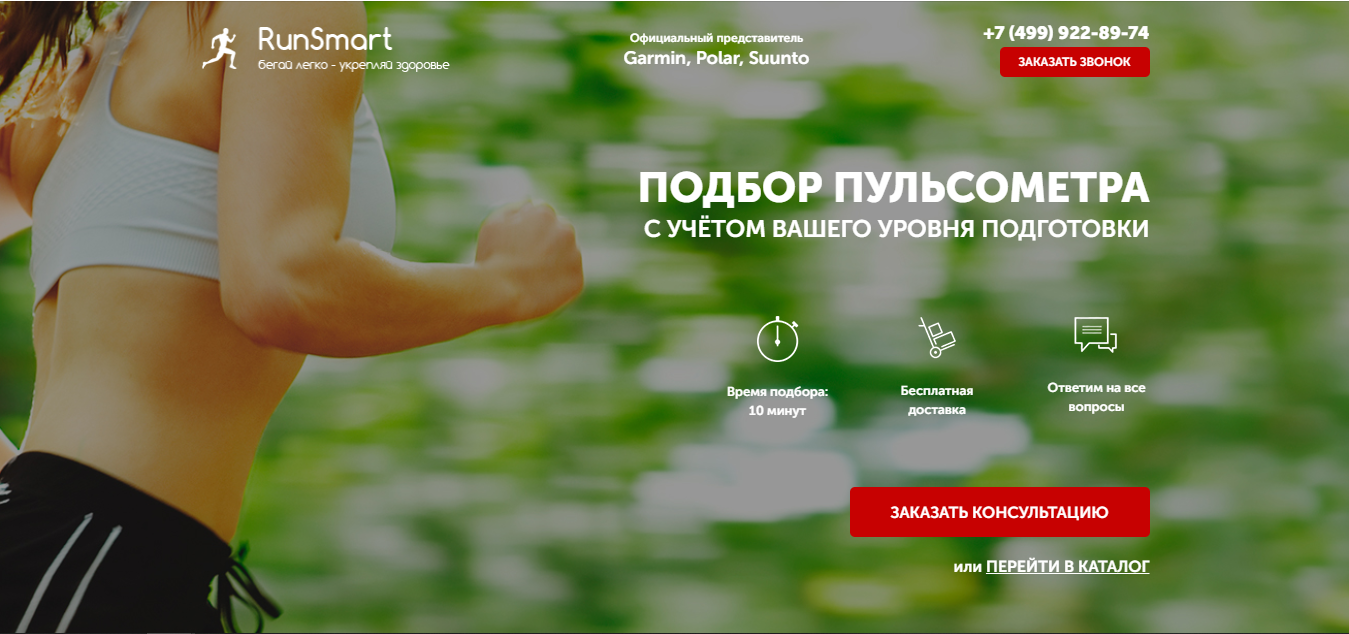 RunSmart
бегай легко - укрепляй здоровье
Официальный представитель
Garmin, Polar, Suunto
+7 (499) 922-89-74
ЗАКАЗАТЬ ЗВОНОК
ПОДБОР ПУЛЬСОМЕТРА
С УЧЁТОМ ВАШЕГО УРОВНЯ ПОДГОТОВКИ
Время подбора:
10 минут
Бесплатная
доставка
Ответим на все
вопросы
ЗАКАЗАТЬ КОНСУЛЬТАЦИЮ
или ПЕРЕЙТИ В КАТАЛОГ